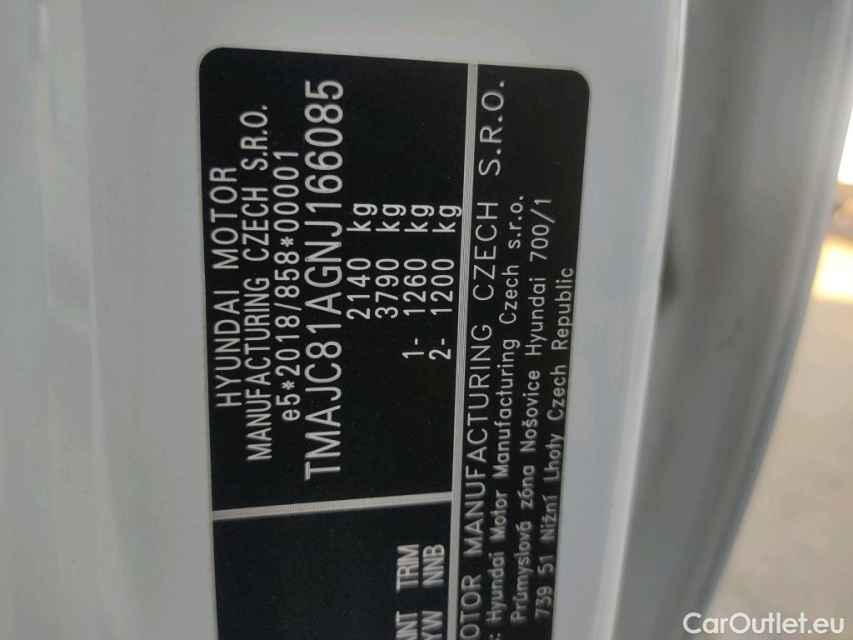 HYUNDAI MOTOR
MANUFACTURING CZECH S.R.O.
e5*2018/858*00001
TMAJC81AGNJ166085
2140 kg
3790 kg
1- 1260 kg
2- 1200 kg
TRIM
NNB
MANUFACTURING CZECH S.R.O.
Hyundai Motor Manufacturing Czech s.r.o.
Průmyslová zóna Nošovice Hyundai 700/1
739 51 Nižní Lhoty Czech Republic
CarOutlet.eu